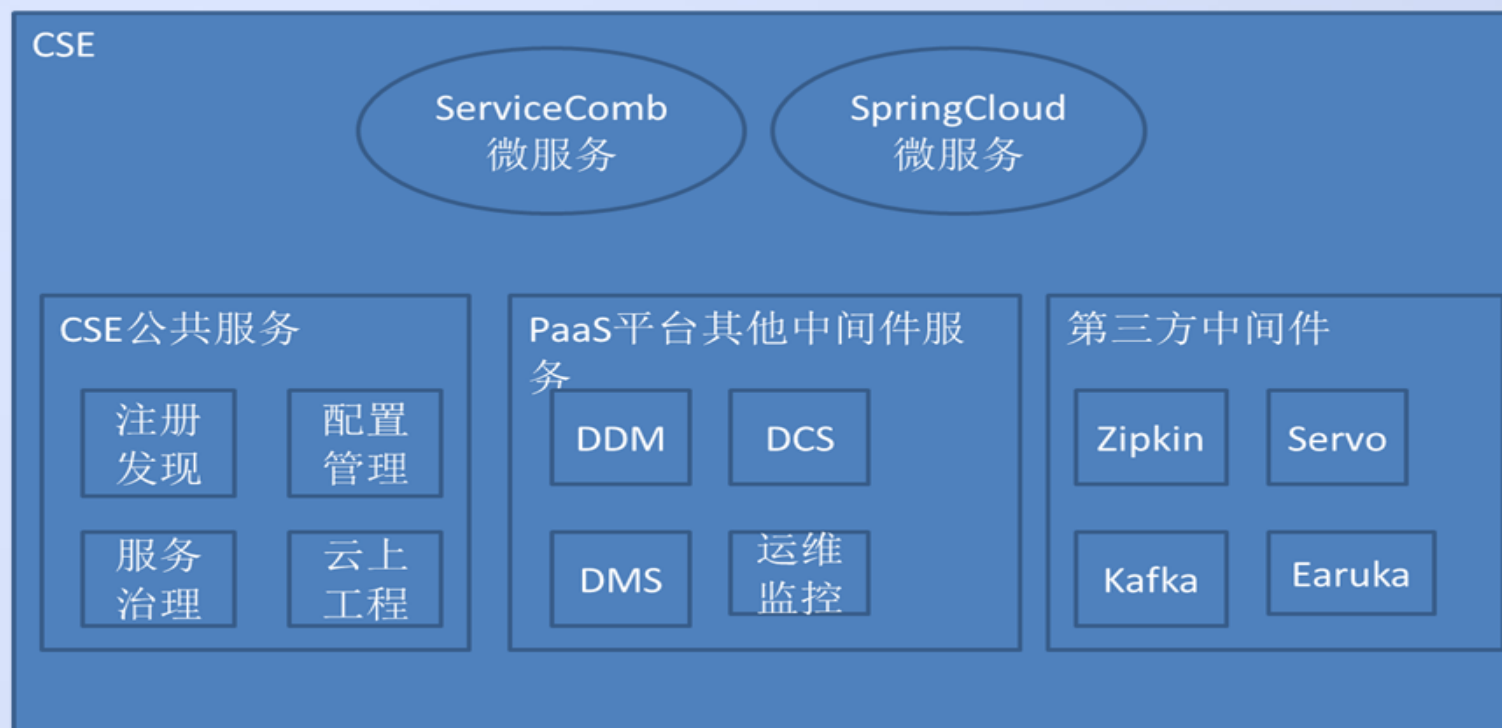 CSE
ServiceComb
微服务
SpringCloud
微服务
CSE公共服务
注册
发现
配置
管理
服务
治理
云上
工程
PaaS平台其他中间件服
务
DDM
DCS
DMS
运维
监控
第三方中间件
Zipkin
Servo
Kafka
Earuka